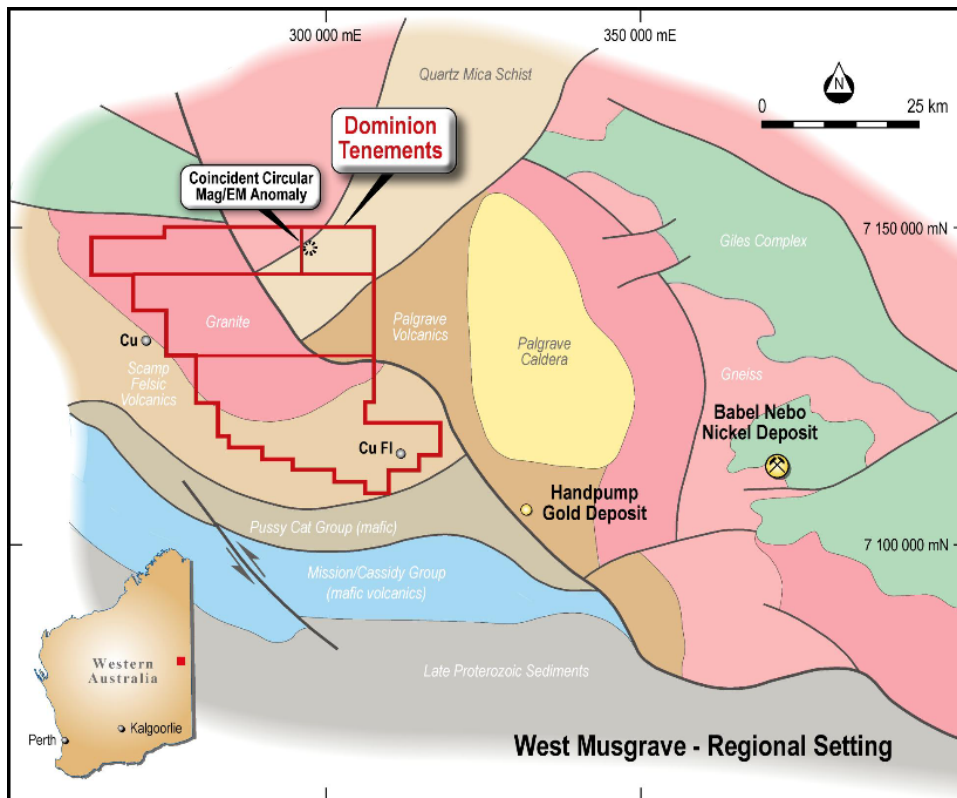 300 000 mE
350 000 mE
Quartz Mica Schist
N
0
25 km
Dominion
Tenements
Coincident Circular
Mag/EM Anomaly
7 150 000 mN
Giles Complex
Granite
Palgrave
Volcanics
Palgrave
Caldera
Cu
Scamp
Felsic
Volcanics
Gneiss
Babel Nebo
Nickel Deposit
Cu Fl
Handpump
Gold Deposit
Pussy Cat Group (mafic)
7 100 000 mN
Mission/Cassidy Group
(mafic volcanics)
Western
Australia
Late Proterozoic Sediments
Kalgoorlie
Perth
West Musgrave - Regional Setting